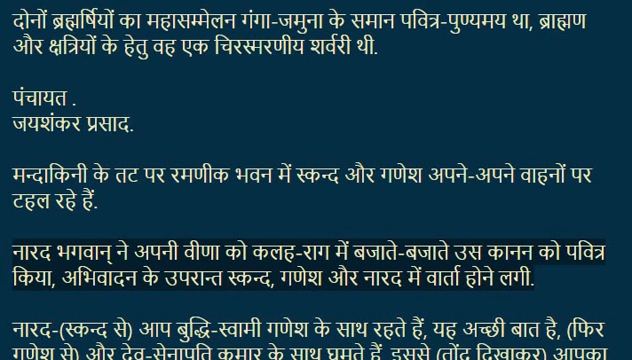 दोनों ब्रह्मर्षियों का महासम्मेलन गंगा-जमुना के समान पवित्र-पुण्यमय था, ब्राह्मण
और क्षत्रियों के हेतु वह एक चिरस्मरणीय शर्वरी थी.
पंचायत .
जयशंकर प्रसाद.
मन्दाकिनी के तट पर रमणीक भवन में स्कन्द और गणेश अपने-अपने वाहनों पर
टहल रहे हैं.
नारद भगवान् ने अपनी वीणा को कलह-राग में बजाते-बजाते उस कानन को पवित्र
किया, अभिवादन के उपरान्त स्कन्द, गणेश और नारद में वार्ता होने लगी.
नारद-(स्कन्द से) आप बुद्धि-स्वामी गणेश के साथ रहते हैं, यह अच्छी बात है, (फिर
गणेश से) और देव-सेनापति कुमार के साथ घूमते हैं, इससे (तोंद दिखाकर) आपका